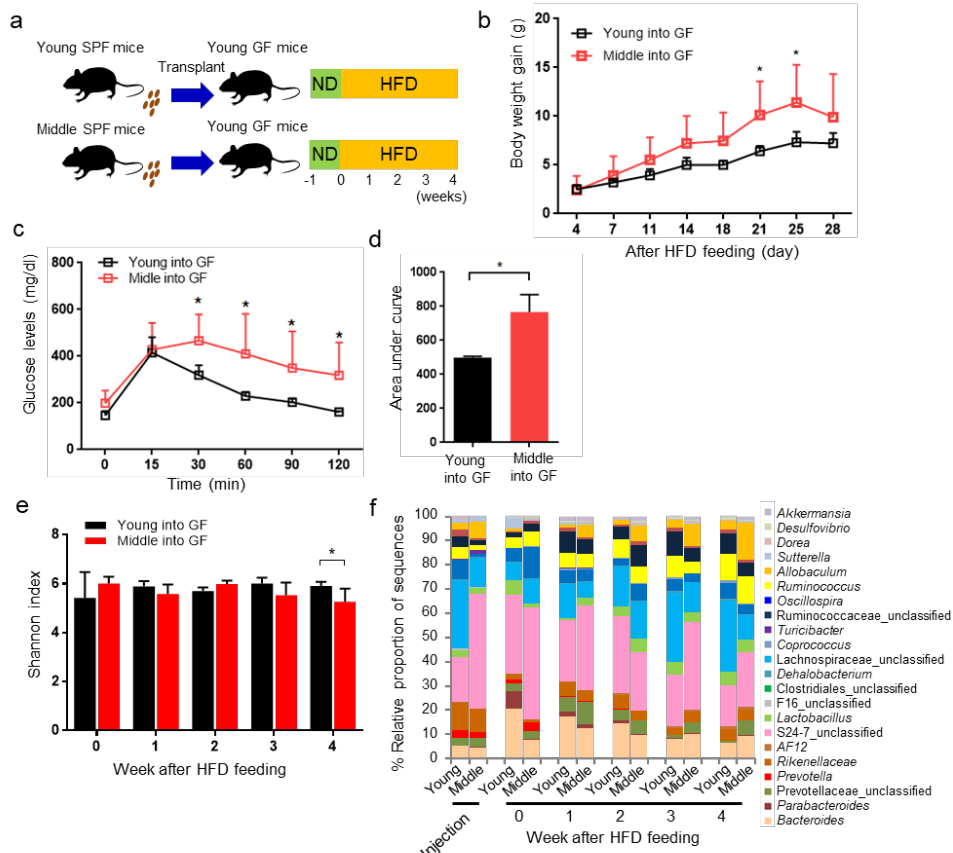 a
Young SPF mice
Young GF mice
Transplant
ND
HFD
Middle SPF mice
Young GF mice
ND
HFD
-1 0 1 2 3 4
(weeks)
b
Young into GF
Middle into GF
Body weight gain (g)
20
15
10
5
0
* *
4 7 11 14 18 21 25 28
After HFD feeding (day)
c
Young into GF
Midle into GF
Glucose levels (mg/dl)
800
600
400
200
0
* * * *
0 15 30 60 90 120
Time (min)
d
Area under curve
1000
800
600
400
200
0
*
Young into GF
Middle into GF
e
Young into GF
Middle into GF
Shannon index
8
6
4
2
0
*
0 1 2 3 4
Week after HFD feeding
f
% Relative proportion of sequences
100
90
80
70
60
50
40
30
20
10
0
Young Middle Young Middle Young Middle Young Middle Young Middle Young Middle
Injection
0 1 2 3 4
Week after HFD feeding
Akkermansia
Desulfovibrio
Dorea
Sutterella
Allobaculum
Ruminococcus
Oscillospira
Ruminococcaceae_unclassified
Turicibacter
Coprococcus
Lachnospiraceae_unclassified
Dehalobacterium
Clostridiales_unclassified
F16_unclassified
Lactobacillus
S24-7_unclassified
AF12
Rikenellaceae
Prevotella
Prevotellaceae_unclassified
Parabacteroides
Bacteroides